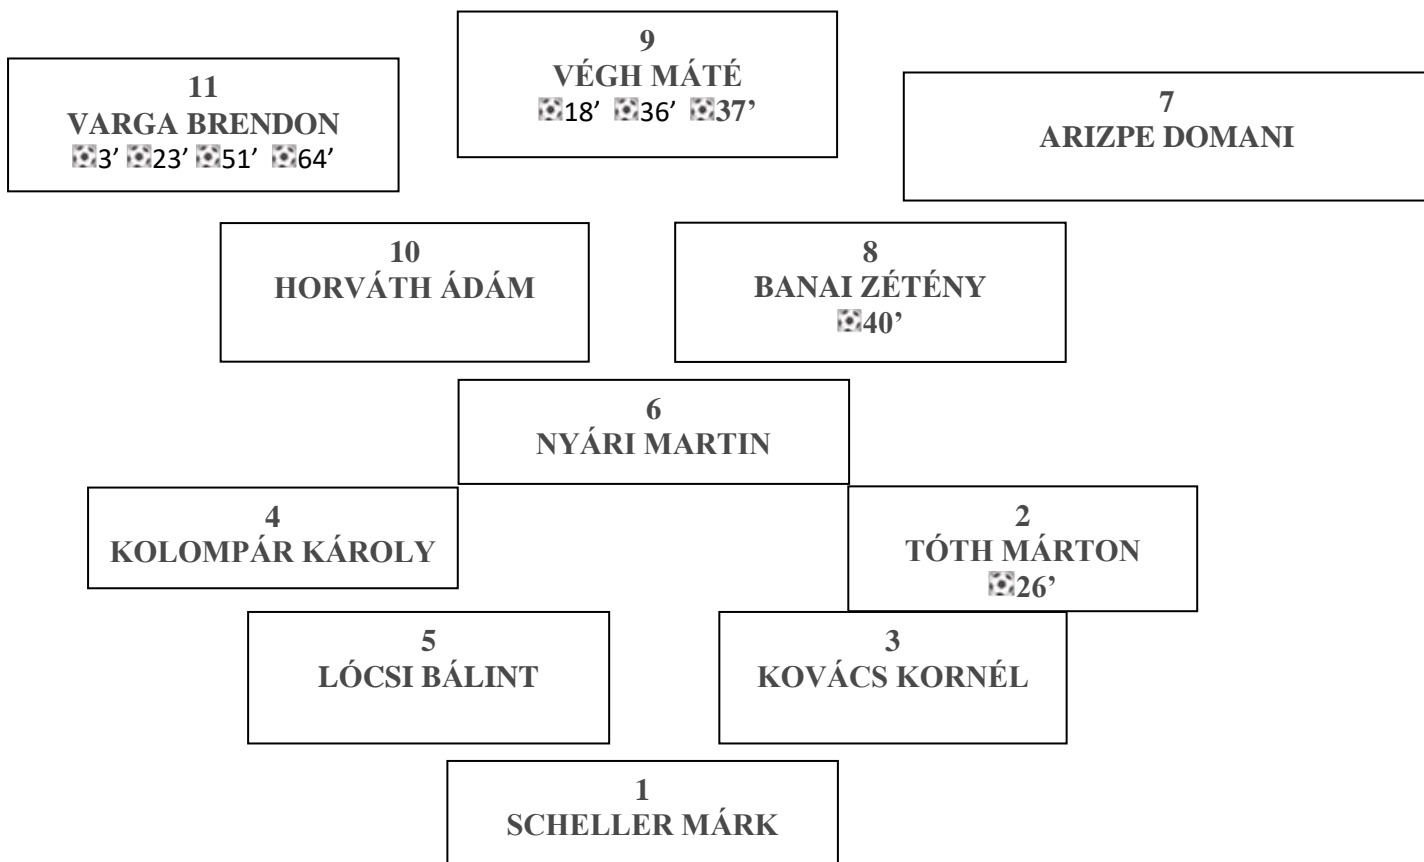 9
VÉGH MÁTÉ
⚽18’ ⚽36’ ⚽37’
11
VARGA BRENDON
⚽3’ ⚽23’ ⚽51’ ⚽64’
7
ARIZPE DOMANI
10
HORVÁTH ÁDÁM
8
BANAI ZÉTÉNY
⚽40’
6
NYÁRI MARTIN
4
KOLOMPÁR KÁROLY
2
TÓTH MÁRTON
⚽26’
5
LÓCSI BÁLINT
3
KOVÁCS KORNÉL
1
SCHELLER MÁRK